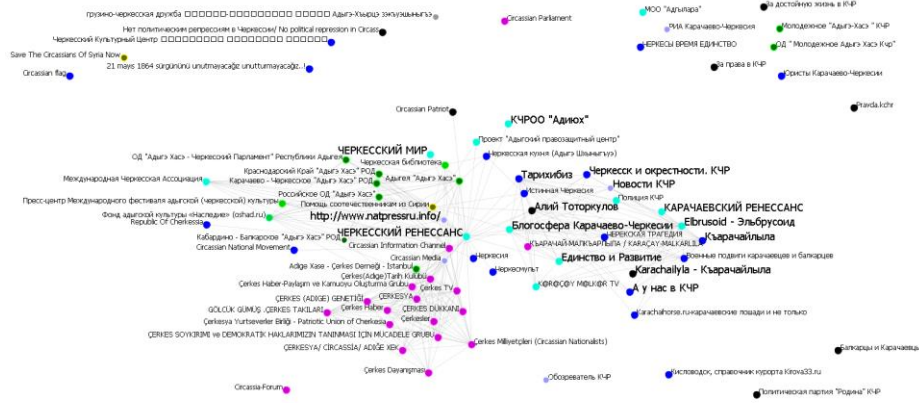 грузино-черкесская дружба □□□□□□-□□□□□□□ □□□□□□□□ Адыгэ-Хъырцэ зэкъуэшыныгъэ
Circassian Parliament
МОО "Адгылара"
За достойную жизнь в КЧР
Нет политическим репрессиям в Черкессии/ No political repression in Circass
РИА Карачаево-Черкесия
Молодежное "Адыгэ-Хасэ " КЧР
Черкесский Культурный Центр
ЧЕРКЕСЫ ВРЕМЯ ЕДИНСТВО
ОД " Молодежное Адыгэ Хасэ Кчр"
Save The Circassians Of Syria Now
21 mayıs 1864 sürgününü unutmayacağız unutturmayacağız..!
За права в КЧР
Circassian flag
Юристы Карачаево-Черкесии
Pravda.kchr
Circassian Patriot
КЧРОО "Адиюх"
Проект "Адыгский правозащитный центр"
ЧЕРКЕССКИЙ МИР
Черкесская кухня (Адыгэ Шхыныгъуэ)
ОД "Адыгэ Хасэ - Черкесский Парламент" Республики Адыгея
Черкесская библиотека
Краснодарский Край "Адыгэ Хасэ" РОД
Тарихибиз
Черкесск и окрестности. КЧР
Международная Черкесская Ассоциация
Карачаево - Черкесское "Адыгэ Хасэ" РОД
Адыгея "Адыгэ Хасэ"
Новости КЧР
Российское ОД "Адыгэ Хасэ"
Истинная Черкесия
Полиция КЧР
Пресс-центр Международного фестиваля адыгской (черкесской) культуры
Помощь соотечественникам из Сирии
Алий Тоторкулов
КАРАЧАЕВСКИЙ РЕНЕССАНС
Фонд адыгской культуры «Наследие» (oshad.ru)
http://www.natpressru.info/
Elbrusoid - Эльбрусоид
Republic Of Cherkessia
Блогосфера Карачаево-Черкесии
ЧЕРКЕССКИЙ РЕНЕССАНС
ЧЕРКЕСКАЯ ТРАГЕДИЯ
Къарачайлыла
Кабардино - Балкарское "Адыгэ Хасэ" РОД
Circassian National Movement
Circassian Information Channel
КЪАРАЧАЙ-МАЛКЪАРЛЫЛА / KARAÇAY-MALKARLILA
Circassian Media
Черкесия
Единство и Развитие
Военные подвиги карачаевцев и балкарцев
Adige Xase - Çerkes Derneği - İstanbul
Черкесмульт
Karachailyla - Къарачайлыла
Çerkes(Adige)Tarih Kulübü
Çerkes Haber-Paylaşım ve Kamuoyu Oluşturma Grubu
Çerkes TV
K@R@Ç@Y M@LK@R TV
А у нас в КЧР
ÇERKES (ADIGE) GENETİĞİ
ÇERKESYA
GÖLCÜK GÜMÜŞ .ÇERKES TAKILARI
Çerkes Haber
ÇERKES DÜKKANI
Karachaihorse.ru-карачаевские лошади и не только
Çerkesya Yurtseverler Birliği - Patriotic Union of Cherkesia
Çerkesler
ÇERKES SOYKIRIMI ve DEMOKRATİK HAKLARIMIZIN TANINMASI İÇİN MÜCADELE GRUBU
Çerkes Milliyetçileri (Circassian Nationalists)
ÇERKESYA/ CİRCASSİA/ ADIĞE XEK
Балкарцы и Карачаевцы
Çerkes Dayanışması
Кисловодск, справочник курорта Kirova33.ru
Circassia-Forum
Обозреватель КЧР
Политическая партия "Родина" КЧР